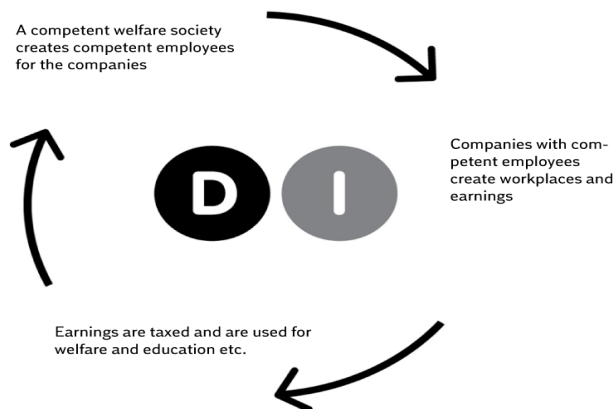 A competent welfare society
creates competent employees
for the companies
Companies with com-
petent employees
create workplaces and
earnings
D I
Earnings are taxed and are used for
welfare and education etc.